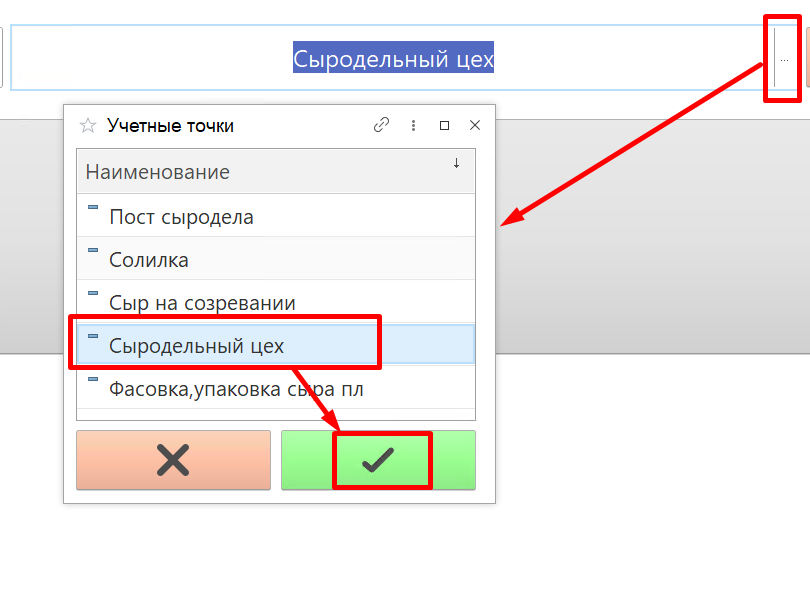 Сыродельный цех
...
Учетные точки
Наименование
Пост сыродела
Солилка
Сыр на созревании
Сыродельный цех
Фасовка,упаковка сыра пл